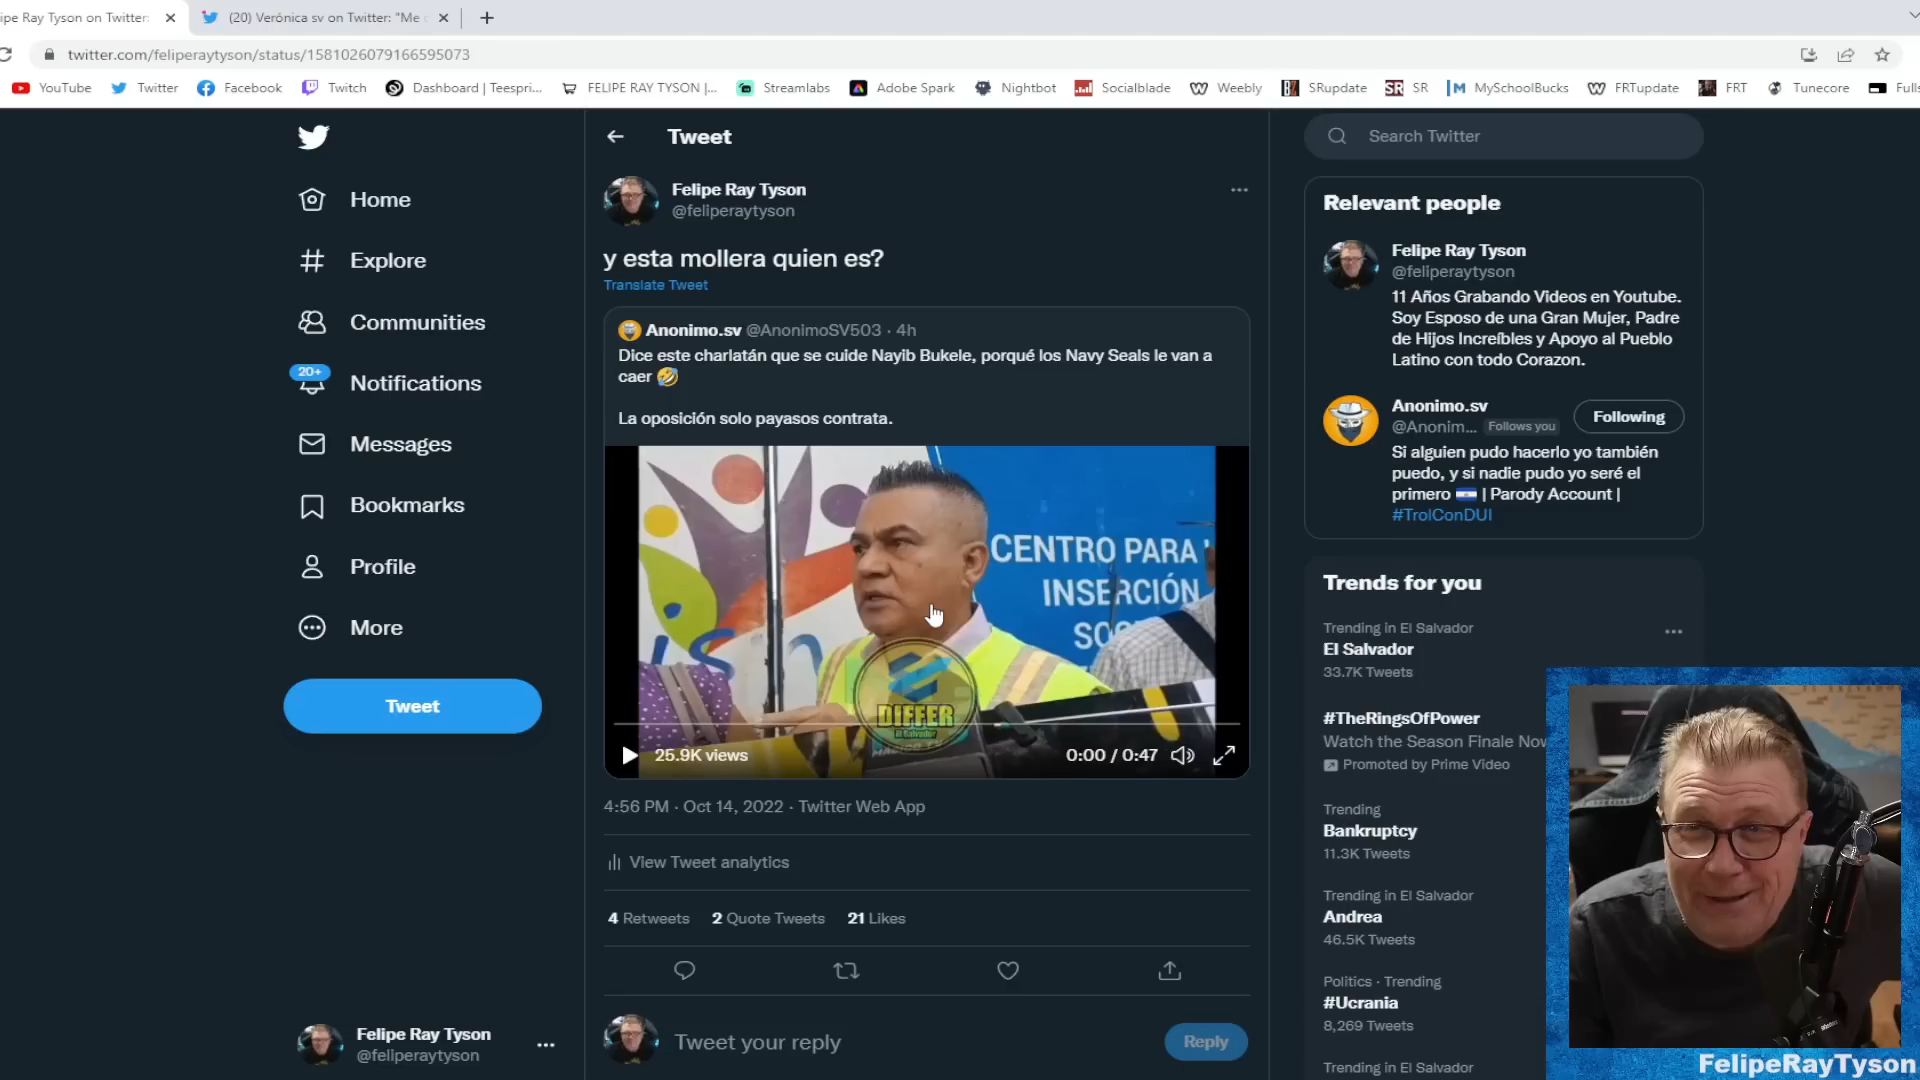 ipe Ray Tyson on Twitter:
(20) Verónica sv on Twitter: "Me
twitter.com/feliperaytyson/status/1581026079166595073
YouTube
Twitter
Facebook
Twitch
Dashboard | Teespri...
FELIPE RAY TYSON |...
Streamlabs
Adobe Spark
Nightbot
Socialblade
Weebly
SRupdate
SR SR
MySchoolBucks
FRTupdate
FRT
Tunecore
Fulls
Home
Explore
Communities
20+
Notifications
Messages
Bookmarks
Profile
More
Tweet
Felipe Ray Tyson
@feliperaytyson
Tweet
Felipe Ray Tyson
@feliperaytyson
y esta mollera quien es?
Translate Tweet
Anonimo.sv @AnonimoSV503 · 4h
Dice este charlatán que se cuide Nayib Bukele, porqué los Navy Seals le van a
caer 🤣
La oposición solo payasos contrata.
CENTRO PARA
INSERCIÓN
DIFFER
El Salvador
25.9K views
0:00 / 0:47
4:56 PM · Oct 14, 2022 · Twitter Web App
View Tweet analytics
4 Retweets 2 Quote Tweets 21 Likes
Tweet your reply
Reply
Search Twitter
Relevant people
Felipe Ray Tyson
@feliperaytyson
11 Años Grabando Videos en Youtube.
Soy Esposo de una Gran Mujer, Padre
de Hijos Increíbles y Apoyo al Pueblo
Latino con todo Corazon.
Anonimo.sv
@Anonim... Follows you
Following
Si alguien pudo hacerlo yo también
puedo, y si nadie pudo yo seré el
primero 🇸🇻 | Parody Account |
#TrolConDUI
Trends for you
Trending in El Salvador
El Salvador
33.7K Tweets
#TheRingsOfPower
Watch the Season Finale Now
Promoted by Prime Video
Trending
Bankruptcy
11.3K Tweets
Trending in El Salvador
Andrea
46.5K Tweets
Politics · Trending
#Ucrania
8,269 Tweets
Trending in El Salvador
FelipeRayTyson